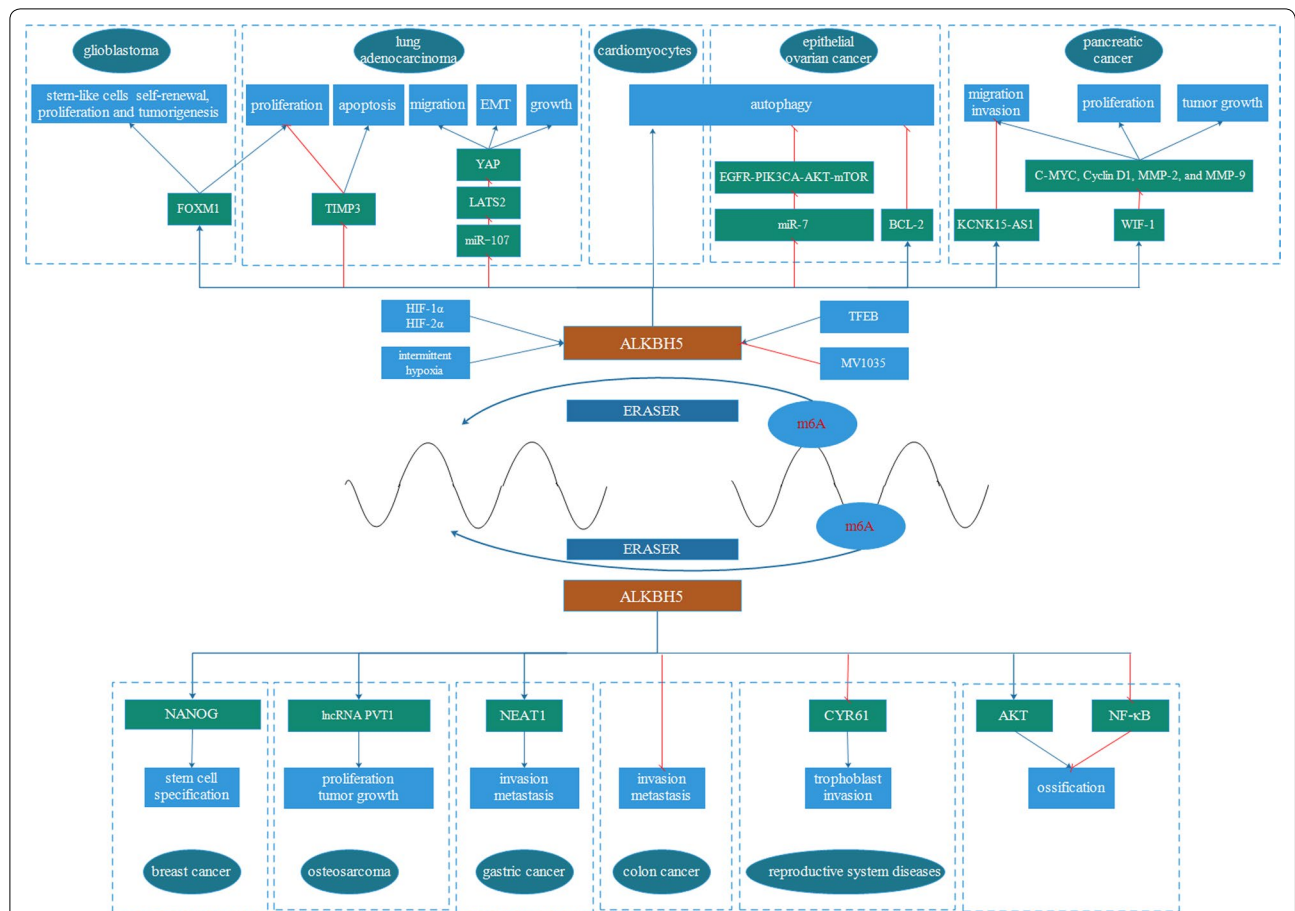 glioblastoma
lung
adenocarcinoma
cardiomyocytes
epithelial
ovarian cancer
pancreatic
cancer
stem-like cells self-renewal,
proliferation and tumorigenesis
proliferation
apoptosis
migration
EMT
growth
autophagy
migration
invasion
proliferation
tumor growth
YAP
EGFR-PIK3CA-AKT-mTOR
C-MYC, Cyclin D1, MMP-2, and MMP-9
FOXM1
TIMP3
LATS2
miR-107
miR-7
BCL-2
KCNK15-AS1
WIF-1
HIF-1α
HIF-2α
TFEB
ALKBH5
intermittent
hypoxia
MV1035
ERASER
m6A
m6A
ERASER
ALKBH5
NANOG
lncRNA PVT1
NEAT1
CYR61
AKT
NF-κB
stem cell
specification
proliferation
tumor growth
invasion
metastasis
invasion
metastasis
trophoblast
invasion
ossification
breast cancer
osteosarcoma
gastric cancer
colon cancer
reproductive system diseases